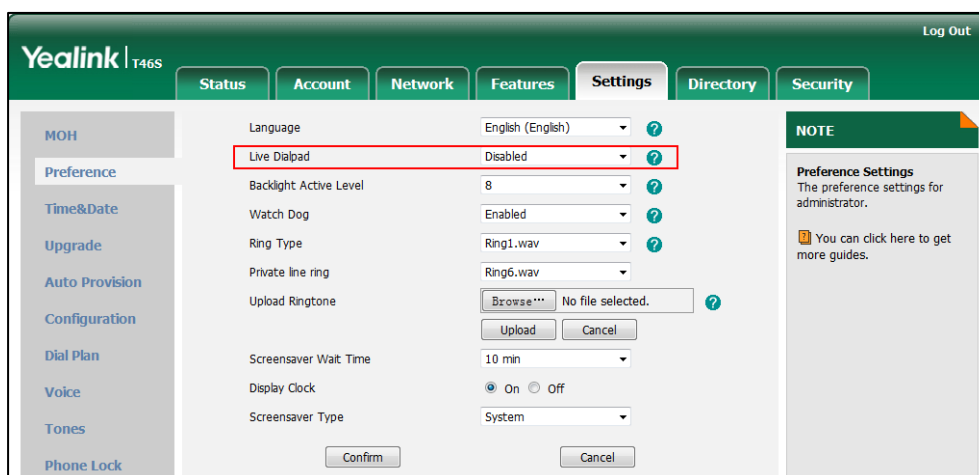 Log Out
Yealink T46S
Status Account Network Features Settings Directory Security
MOH
Preference
Time&Date
Upgrade
Auto Provision
Configuration
Dial Plan
Voice
Tones
Phone Lock
Language English (English) ?
Live Dialpad Disabled ?
Backlight Active Level 8 ?
Watch Dog Enabled ?
Ring Type Ring1.wav ?
Private line ring Ring6.wav
Upload Ringtone Browse··· No file selected. ?
Upload Cancel
Screensaver Wait Time 10 min
Display Clock On Off
Screensaver Type System
Confirm Cancel
NOTE
Preference Settings
The preference settings for
administrator.
? You can click here to get
more guides.